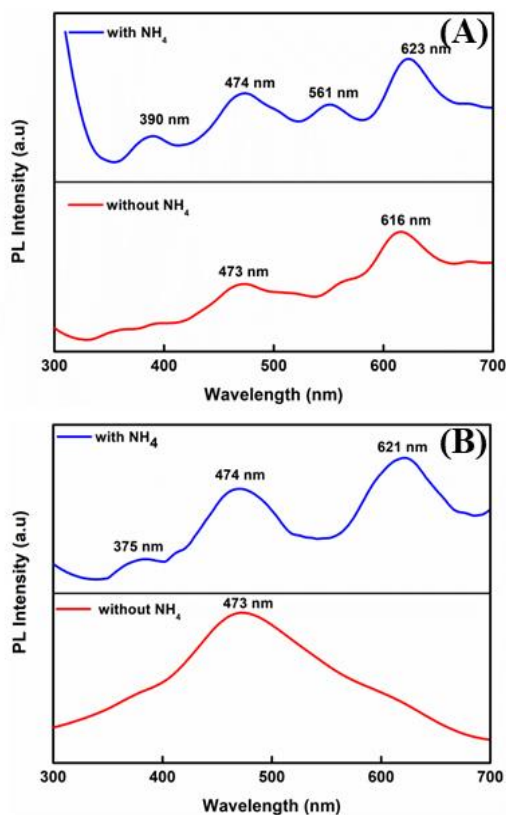 with NH4
(A)
623 nm
474 nm
561 nm
390 nm
without NH4
616 nm
473 nm
PL Intensity (a.u)
300 400 500 600 700
Wavelength (nm)
with NH4
(B)
621 nm
474 nm
375 nm
without NH4
473 nm
PL Intensity (a.u)
300 400 500 600 700
Wavelength (nm)